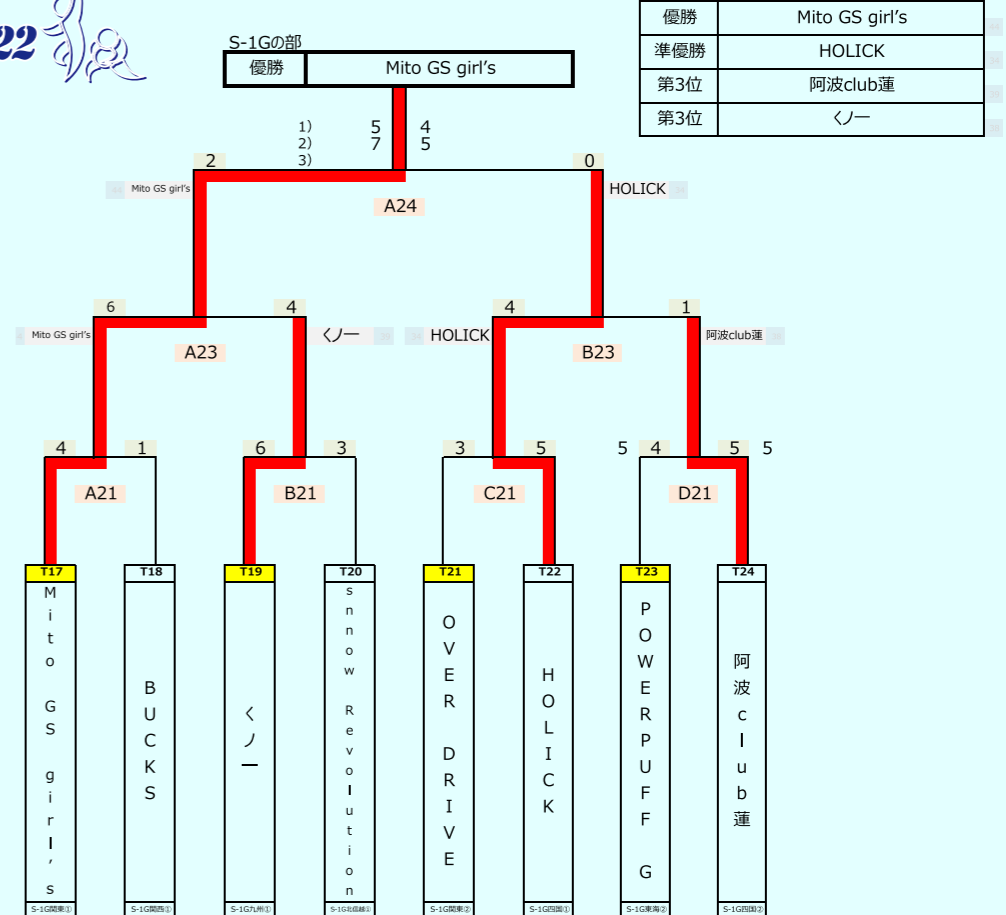 22
優勝 Mito GS girl's
準優勝 HOLICK
第3位 阿波club蓮
第3位 くノ一
S-1Gの部
優勝 Mito GS girl's
1) 5 4
2) 7 5
3)
2 0
Mito GS girl's HOLICK
A24
6 4 4 1
Mito GS girl's くノ一 HOLICK 阿波club蓮
A23 B23
4 1 6 3 3 5 5 4 5 5
A21 B21 C21 D21
T17 T18 T19 T20 T21 T22 T23 T24
Mito GS girl's
BUCKS
くノ一
snnow Revolution
OVER DRIVE
HOLICK
POWERPUFF G
阿波club蓮
S-1G関東① S-1G関西① S-1G九州① S-1G北信越① S-1G関東② S-1G四国① S-1G東海② S-1G四国②